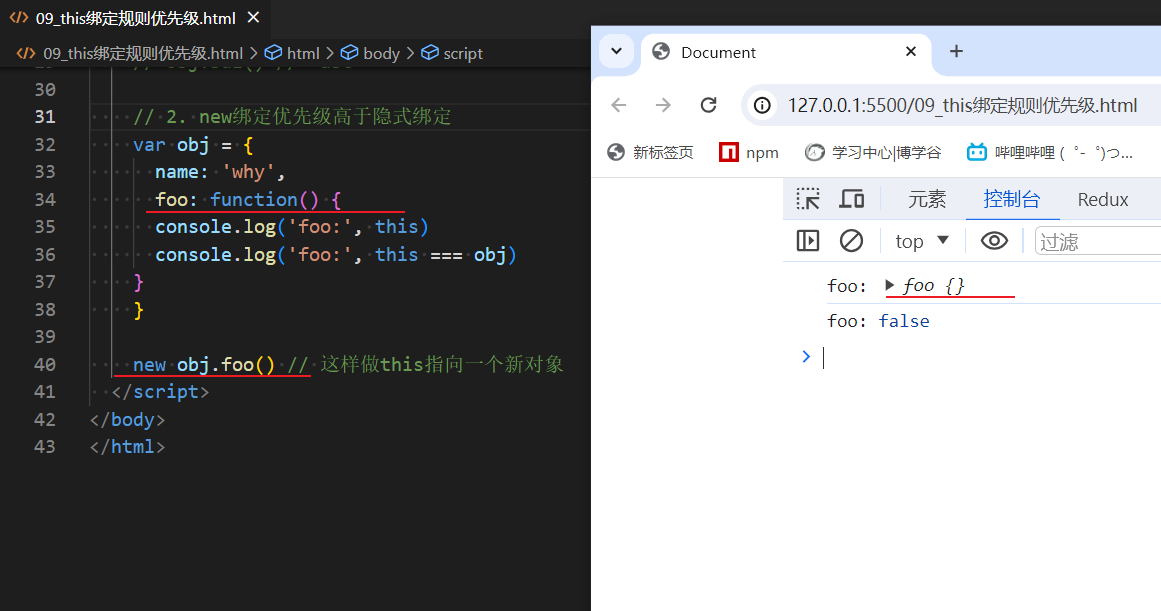 09_this绑定规则优先级.html
09_this绑定规则优先级.html > html > body > script
30
31 // 2. new绑定优先级高于隐式绑定
32 var obj = {
33 name: 'why',
34 foo: function() {
35 console.log('foo:', this)
36 console.log('foo:', this === obj)
37 }
38 }
39
40 new obj.foo() // 这样做this指向一个新对象
41 </script>
42 </body>
43 </html>
Document
127.0.0.1:5500/09_this绑定规则优先级.html
新标签页 npm 学习中心|博学谷 哔哩哔哩 (゜-゜)つ...
元素 控制台 Redux
top 过滤
foo: foo {}
foo: false